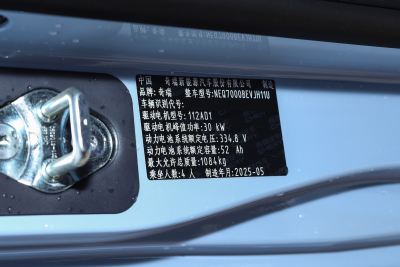 中国 奇瑞新能源汽车股份有限公司 制造
品牌：奇瑞 整车型号：NEQ7000BEVJH11U
车辆识别代号：
驱动电机型号：112AD1
驱动电机峰值功率：30 kW
动力电池系统额定电压：334.8 V
动力电池系统额定容量：52 Ah
最大允许总质量：1084kg
乘坐人数：4 人 制造年月：2025-05